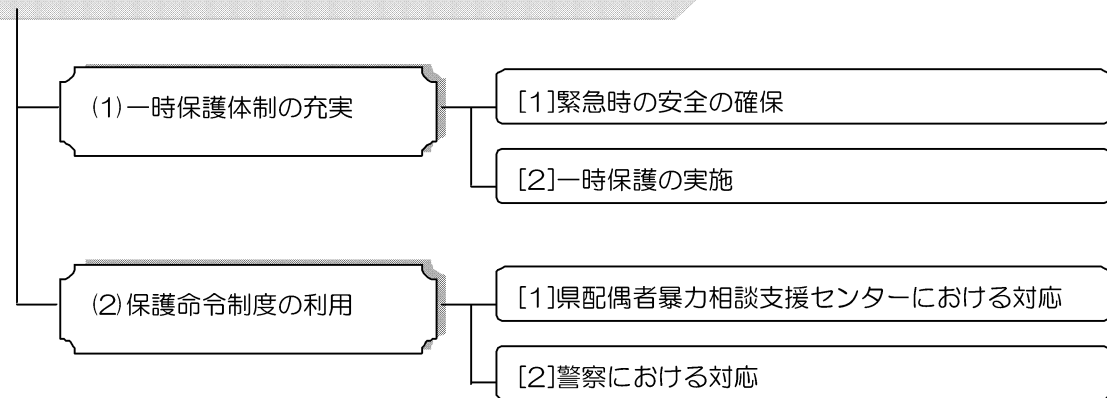 (1)一時保護体制の充実
[1]緊急時の安全の確保
[2]一時保護の実施
(2)保護命令制度の利用
[1]県配偶者暴力相談支援センターにおける対応
[2]警察における対応